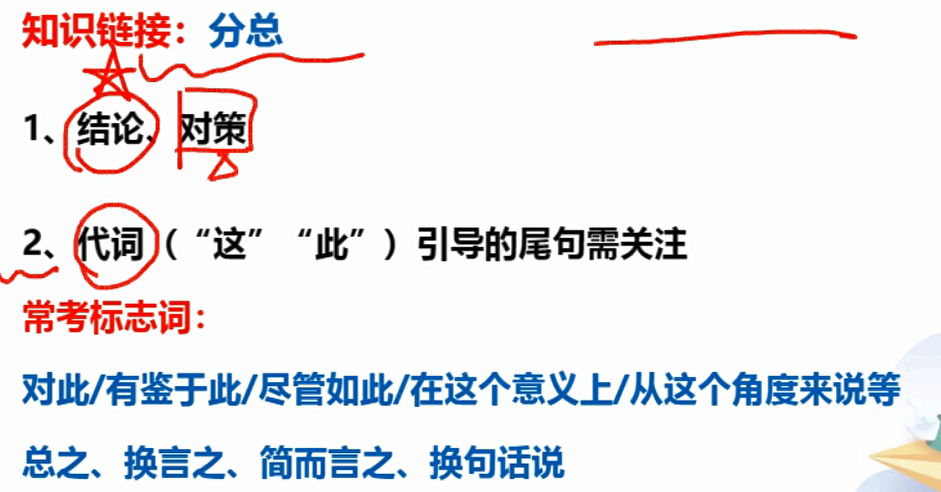 知识链接：分总
1、结论、对策
2、代词（“这”“此”）引导的尾句需关注
常考标志词：
对此/有鉴于此/尽管如此/在这个意义上/从这个角度来说等
总之、换言之、简而言之、换句话说